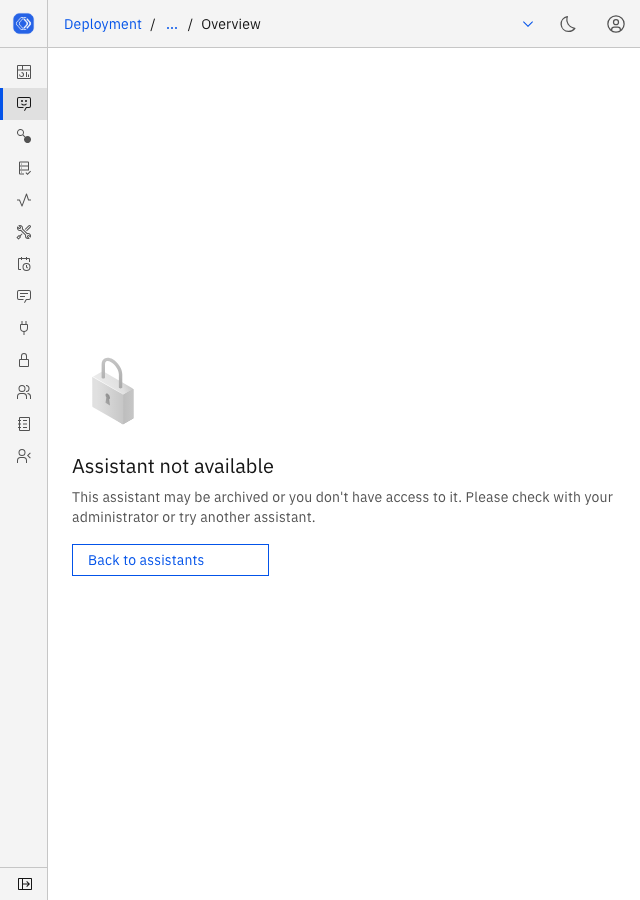 Deployment / ... / Overview
Assistant not available
This assistant may be archived or you don't have access to it. Please check with your
administrator or try another assistant.
Back to assistants